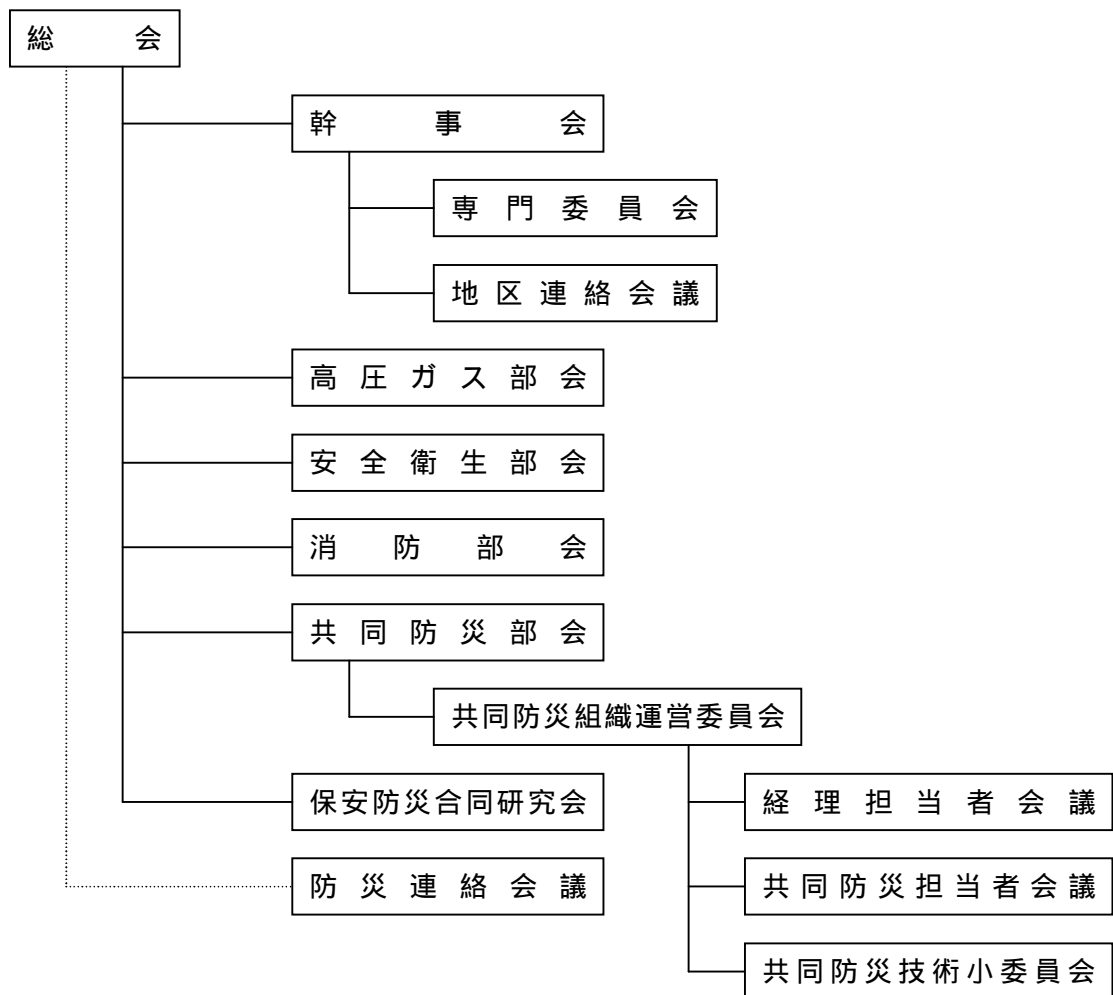 総会
幹事会
専門委員会
地区連絡会議
高圧ガス部会
安全衛生部会
消防部会
共同防災部会
共同防災組織運営委員会
保安防災合同研究会
経理担当者会議
防災連絡会議
共同防災担当者会議
共同防災技術小委員会